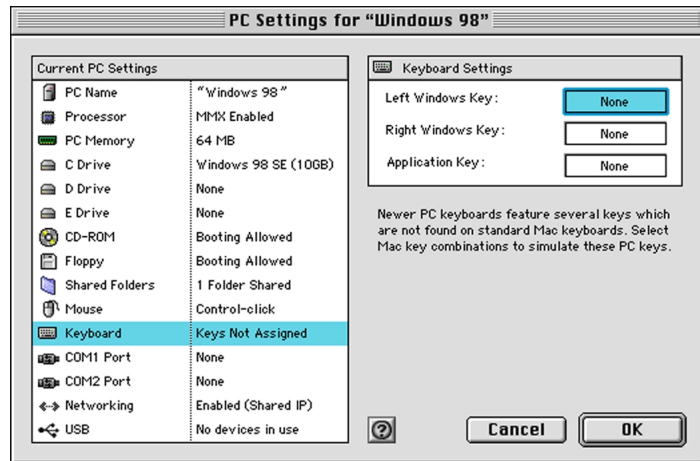 PC Settings for “Windows 98”
Current PC Settings
PC Name “Windows 98”
Processor MMX Enabled
PC Memory 64 MB
C Drive Windows 98 SE (10GB)
D Drive None
E Drive None
CD-ROM Booting Allowed
Floppy Booting Allowed
Shared Folders 1 Folder Shared
Mouse Control-click
Keyboard Keys Not Assigned
COM1 Port None
COM2 Port None
Networking Enabled (Shared IP)
USB No devices in use
Keyboard Settings
Left Windows Key: None
Right Windows Key: None
Application Key: None
Newer PC keyboards feature several keys which
are not found on standard Mac keyboards. Select
Mac key combinations to simulate these PC keys.
?
Cancel OK